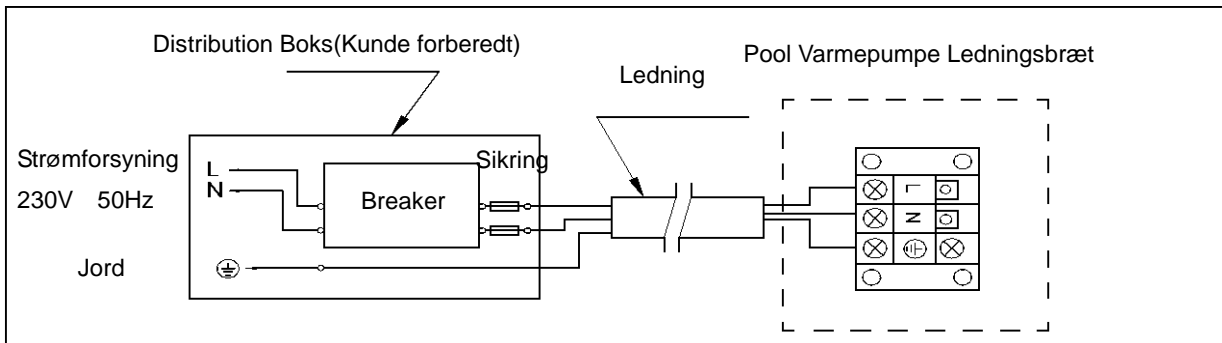 Distribution Boks(Kunde forberedt)
Pool Varmepumpe Ledningsbræt
Ledning
Strømforsyning
230V 50Hz
L
N
Sikring
Breaker
Jord
L
N